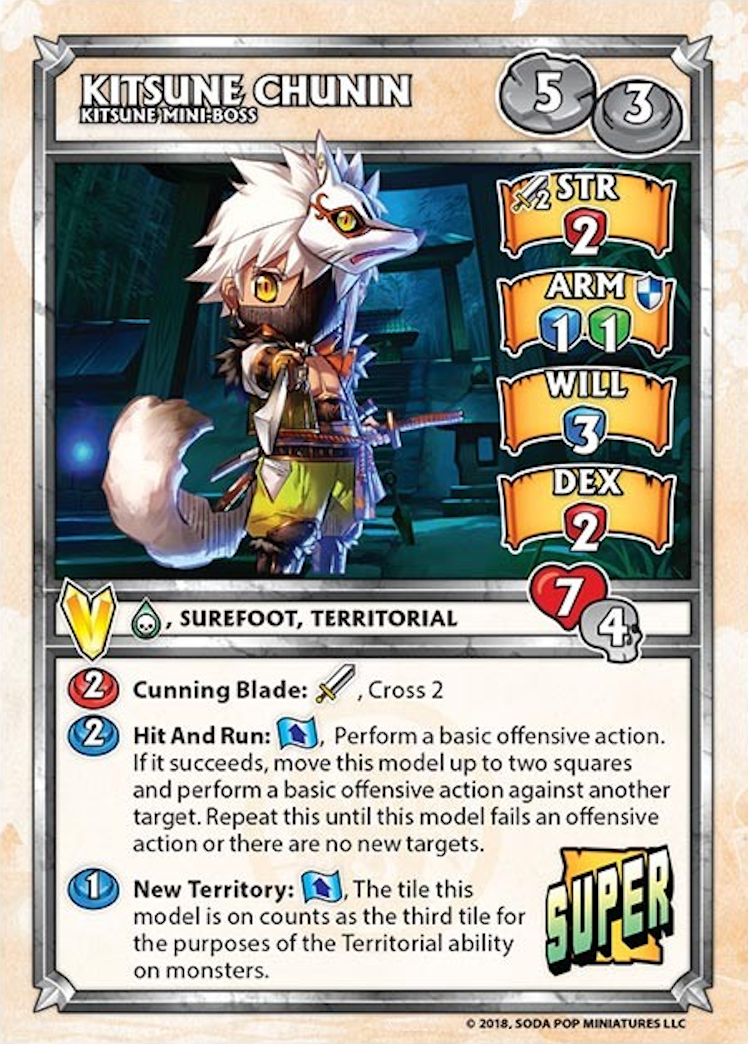 KITSUNE CHUNIN
KITSUNE MINI-BOSS
5 3
2 STR
2
ARM
1 1
WILL
3
DEX
2
7
4
, SUREFOOT, TERRITORIAL
2 Cunning Blade: , Cross 2
2 Hit And Run: , Perform a basic offensive action.
If it succeeds, move this model up to two squares
and perform a basic offensive action against another
target. Repeat this until this model fails an offensive
action or there are no new targets.
1 New Territory: , The tile this
model is on counts as the third tile for
the purposes of the Territorial ability
on monsters.
SUPER
© 2018, SODA POP MINIATURES LLC